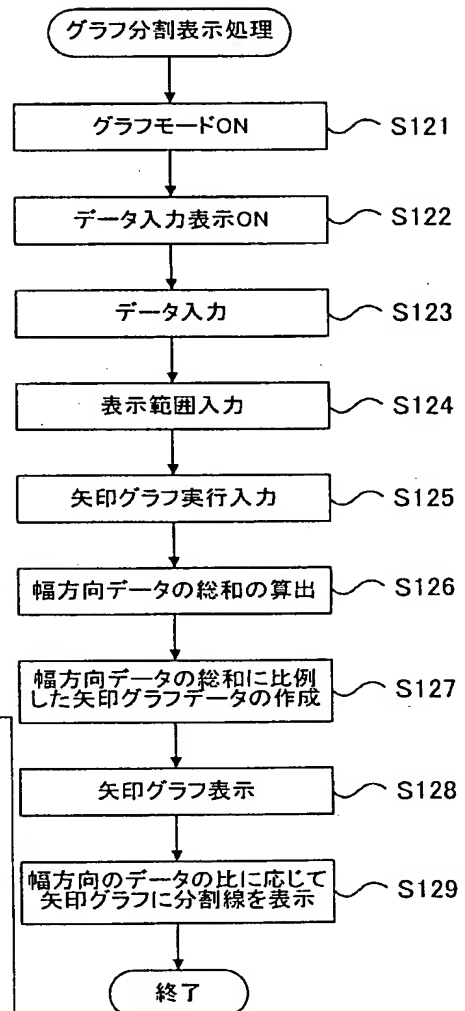 グラフ分割表示処理
グラフモードON
S121
データ入力表示ON
S122
データ入力
S123
表示範囲入力
S124
矢印グラフ実行入力
S125
幅方向データの総和の算出
S126
幅方向データの総和に比例
した矢印グラフデータの作成
S127
矢印グラフ表示
S128
幅方向のデータの比に応じて
矢印グラフに分割線を表示
S129
終了